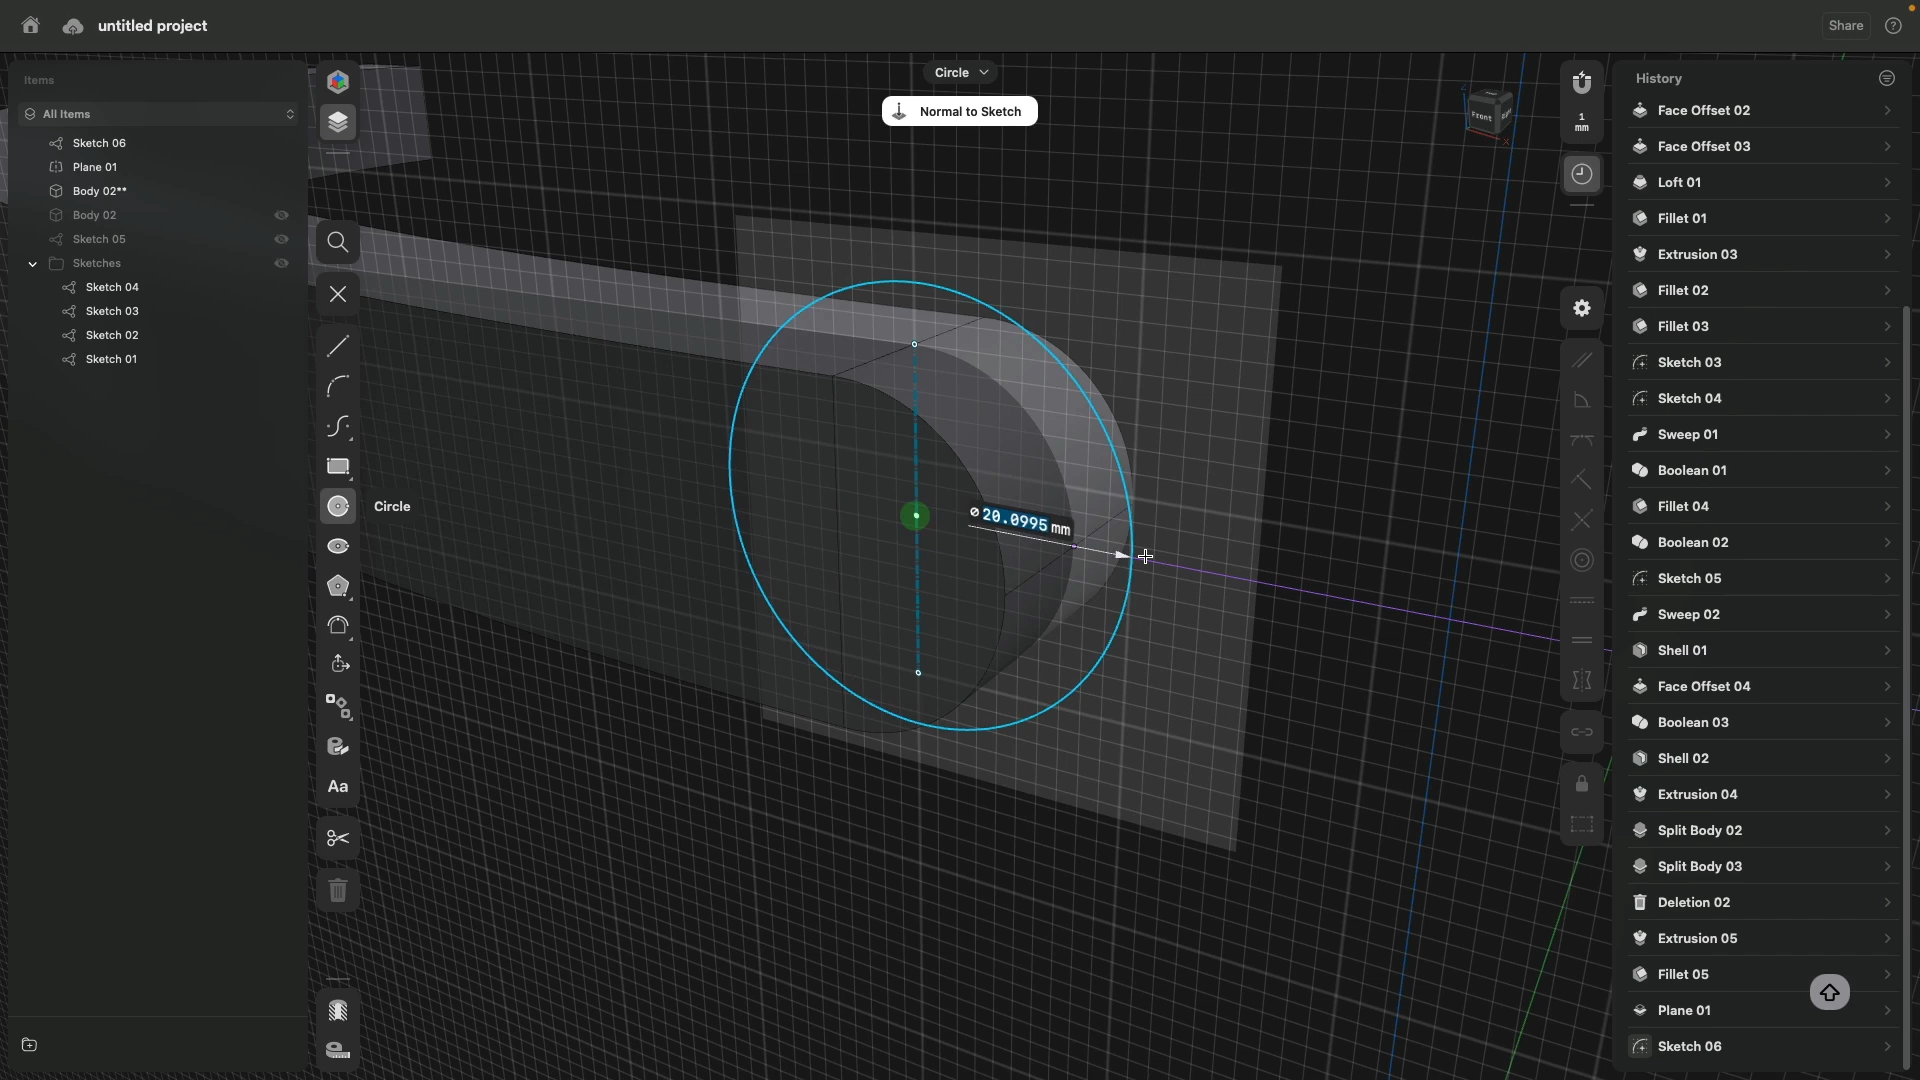 untitled project
Share
?
Items
All Items
Sketch 06
Plane 01
Body 02**
Body 02
Sketch 05
Sketches
Sketch 04
Sketch 03
Sketch 02
Sketch 01
Circle
Aa
Circle
Normal to Sketch
⌀20.0995 mm
Front
X
1
mm
History
Face Offset 02
Face Offset 03
Loft 01
Fillet 01
Extrusion 03
Fillet 02
Fillet 03
Sketch 03
Sketch 04
Sweep 01
Boolean 01
Fillet 04
Boolean 02
Sketch 05
Sweep 02
Shell 01
Face Offset 04
Boolean 03
Shell 02
Extrusion 04
Split Body 02
Split Body 03
Deletion 02
Extrusion 05
Fillet 05
Plane 01
Sketch 06